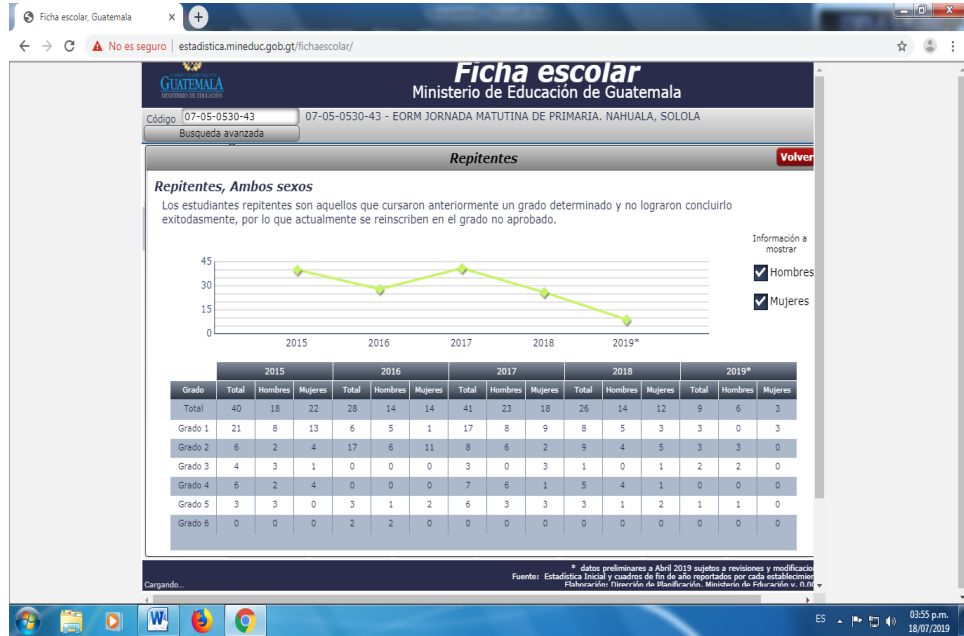 Ficha escolar, Guatemala
No es seguro | estadistica.mineduc.gob.gt/fichaescolar/
GUATEMALA
MINISTERIO DE EDUCACIÓN
Ficha escolar
Ministerio de Educación de Guatemala
Código 07-05-0530-43 07-05-0530-43 - EORM JORNADA MATUTINA DE PRIMARIA. NAHUALA, SOLOLA
Busqueda avanzada
Repitentes Volver
Repitentes, Ambos sexos
Los estudiantes repitentes son aquellos que cursaron anteriormente un grado determinado y no lograron concluirlo
exitodasmente, por lo que actualmente se reinscriben en el grado no aprobado.
Información a
mostrar
Hombres
Mujeres
45
30
15
0
2015 2016 2017 2018 2019*
2015 2016 2017 2018 2019*
Grado Total Hombres Mujeres Total Hombres Mujeres Total Hombres Mujeres Total Hombres Mujeres Total Hombres Mujeres
Total 40 18 22 28 14 14 41 23 18 26 14 12 9 6 3
Grado 1 21 8 13 6 5 1 17 8 9 8 5 3 3 0 3
Grado 2 6 2 4 17 6 11 8 6 2 9 4 5 3 3 0
Grado 3 4 3 1 0 0 0 3 0 3 1 0 1 2 2 0
Grado 4 6 2 4 0 0 0 7 6 1 5 4 1 0 0 0
Grado 5 3 3 0 3 1 2 6 3 3 3 1 2 1 1 0
Grado 6 0 0 0 2 2 0 0 0 0 0 0 0 0 0 0
* datos preliminares a Abril 2019 sujetos a revisiones y modificacio
Fuente: Estadística Inicial y cuadros de fin de año reportados por cada establecimier
Elaboración: Dirección de Planificación, Ministerio de Educación v. 0.00
Cargando...
ES 03:55 p.m.
18/07/2019